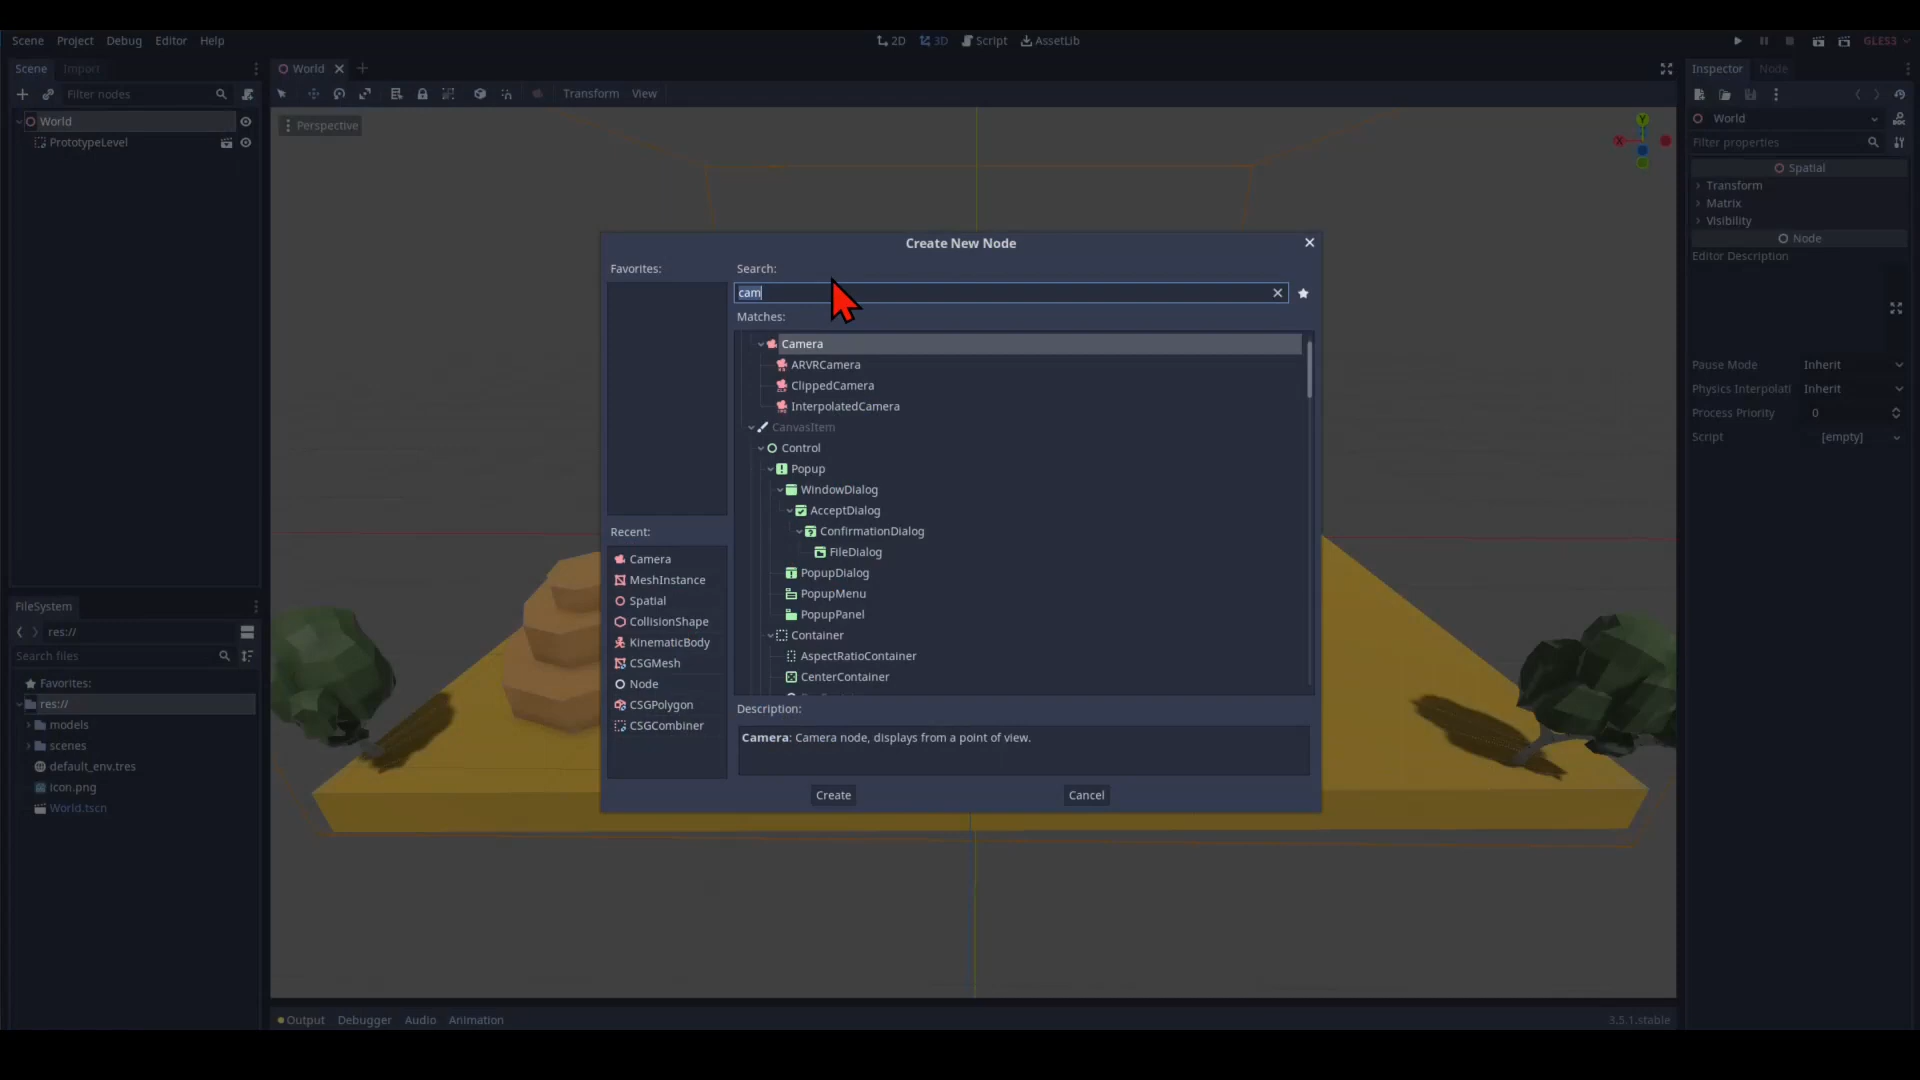 Scene Project Debug Editor Help
2D 3D Script AssetLib
GLES3
Scene Import
World
Inspector Node
Filter nodes
Transform View
World
PrototypeLevel
Perspective
Y
X
World
Filter properties
Spatial
Transform
Matrix
Visibility
Node
Editor Description
Pause Mode Inherit
Physics Interpolati Inherit
Process Priority 0
Script [empty]
Create New Node
Favorites:
Search:
cam
Matches:
Camera
ARVRCamera
ClippedCamera
InterpolatedCamera
CanvasItem
Control
Popup
WindowDialog
AcceptDialog
ConfirmationDialog
FileDialog
PopupDialog
PopupMenu
PopupPanel
Container
AspectRatioContainer
CenterContainer
Recent:
Camera
MeshInstance
Spatial
CollisionShape
KinematicBody
CSGMesh
Node
CSGPolygon
CSGCombiner
Description:
Camera: Camera node, displays from a point of view.
Create Cancel
FileSystem
res://
Search files
Favorites:
res://
models
scenes
default_env.tres
icon.png
World.tscn
Output Debugger Audio Animation
3.5.1.stable